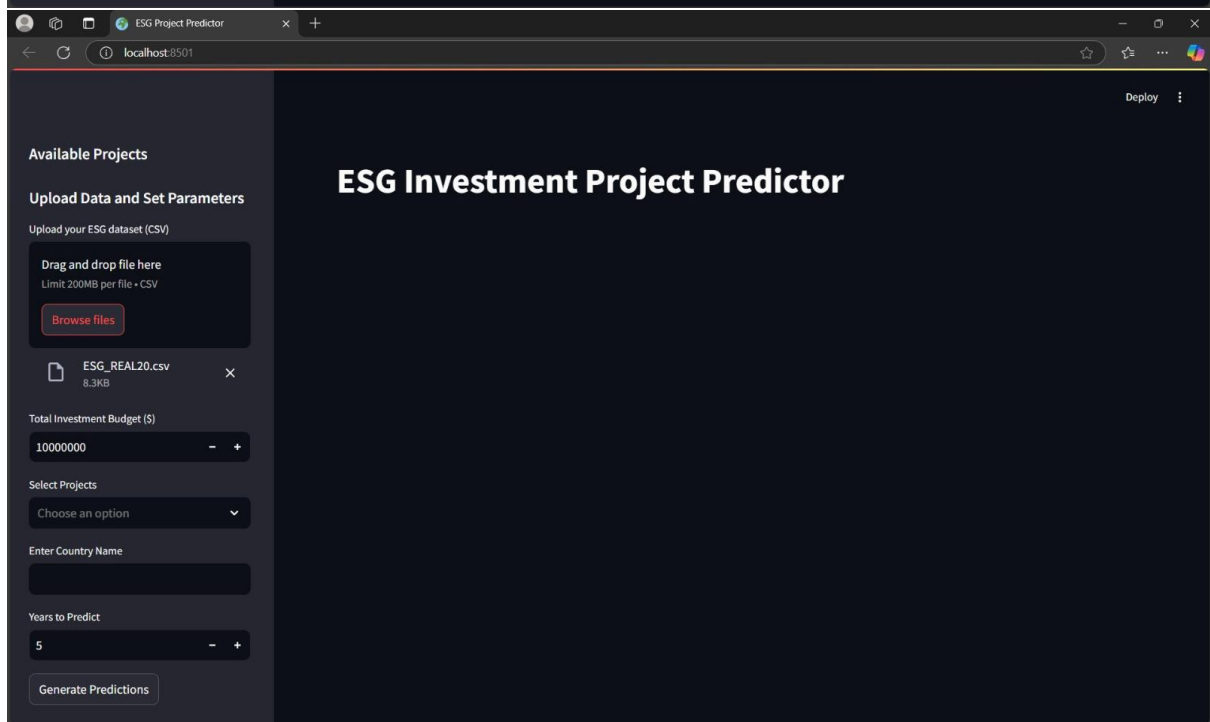 ESG Project Predictor
localhost:8501
Deploy
Available Projects
Upload Data and Set Parameters
Upload your ESG dataset (CSV)
Drag and drop file here
Limit 200MB per file • CSV
Browse files
ESG_REAL20.csv
8.3KB
Total Investment Budget ($)
10000000
Select Projects
Choose an option
Enter Country Name
Years to Predict
5
Generate Predictions
ESG Investment Project Predictor